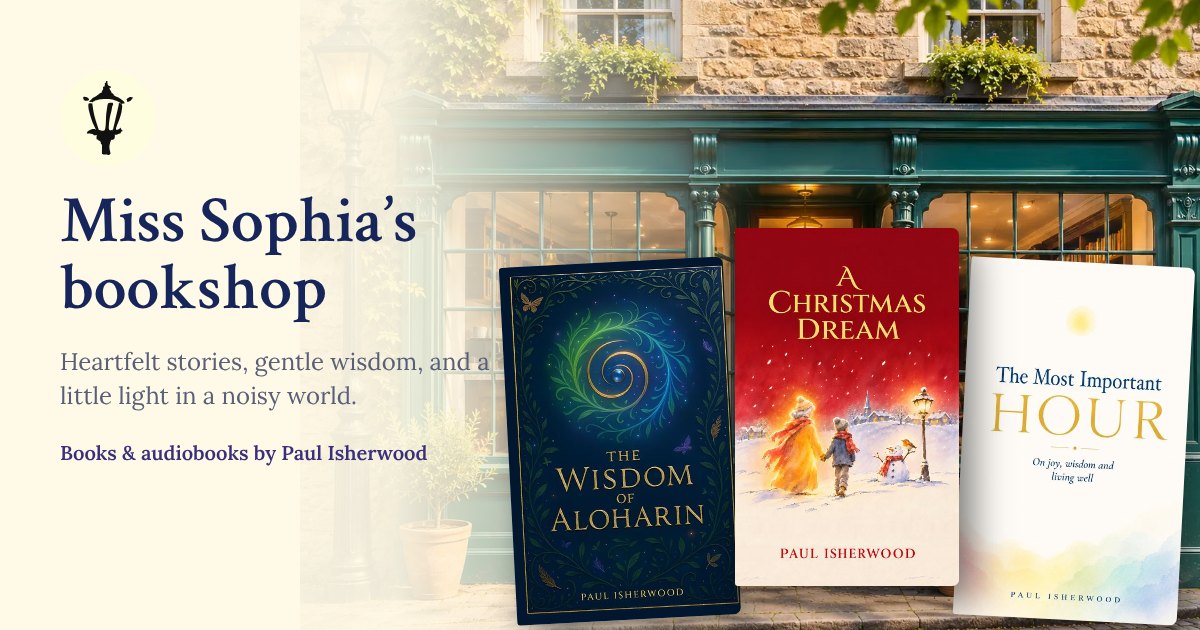 Miss Sophia’s
bookshop
Heartfelt stories, gentle wisdom, and a
little light in a noisy world.
Books & audiobooks by Paul Isherwood
THE
WISDOM
OF
ALOHARIN
PAUL ISHERWOOD
A
CHRISTMAS
DREAM
PAUL ISHERWOOD
The Most Important
HOUR
On joy, wisdom and
living well
PAUL ISHERWOOD